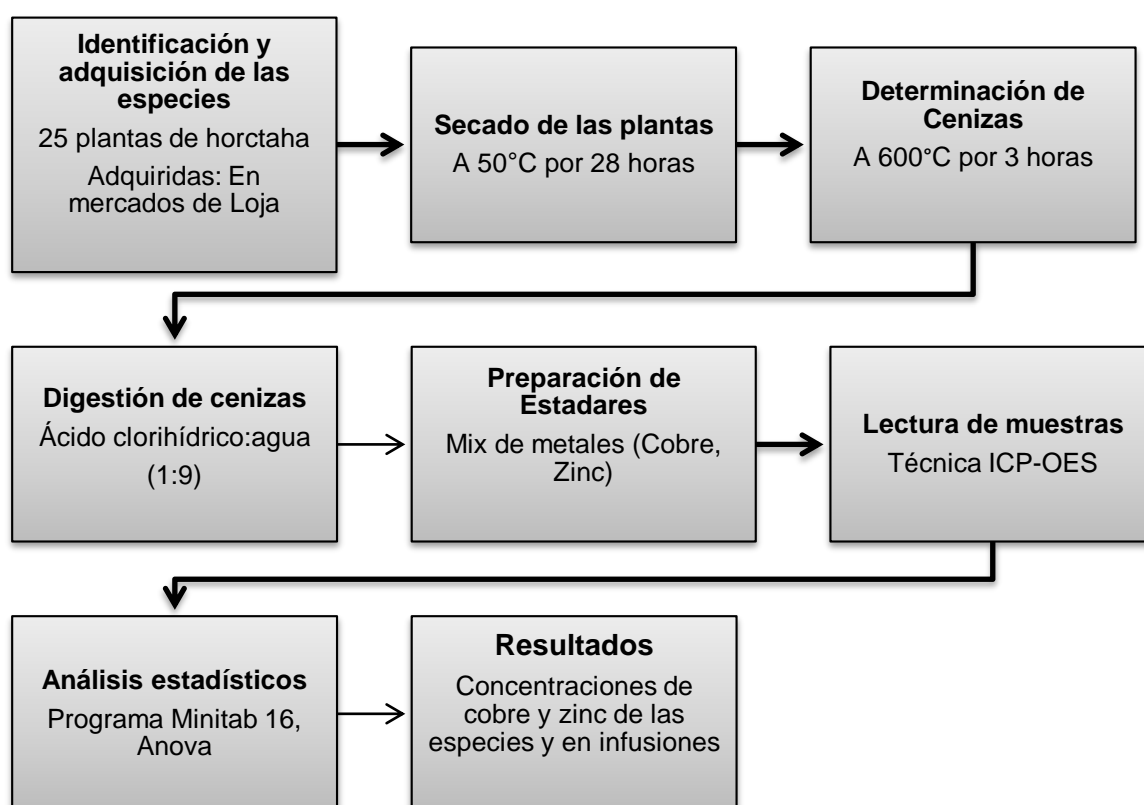 Identificación y
adquisición de las
especies
25 plantas de horctaha
Adquiridas: En
mercados de Loja
Secado de las plantas
A 50°C por 28 horas
Determinación de
Cenizas
A 600°C por 3 horas
Digestión de cenizas
Ácido clorihídrico:agua
(1:9)
Preparación de
Estadares
Mix de metales (Cobre,
Zinc)
Lectura de muestras
Técnica ICP-OES
Análisis estadísticos
Programa Minitab 16,
Anova
Resultados
Concentraciones de
cobre y zinc de las
especies y en infusiones